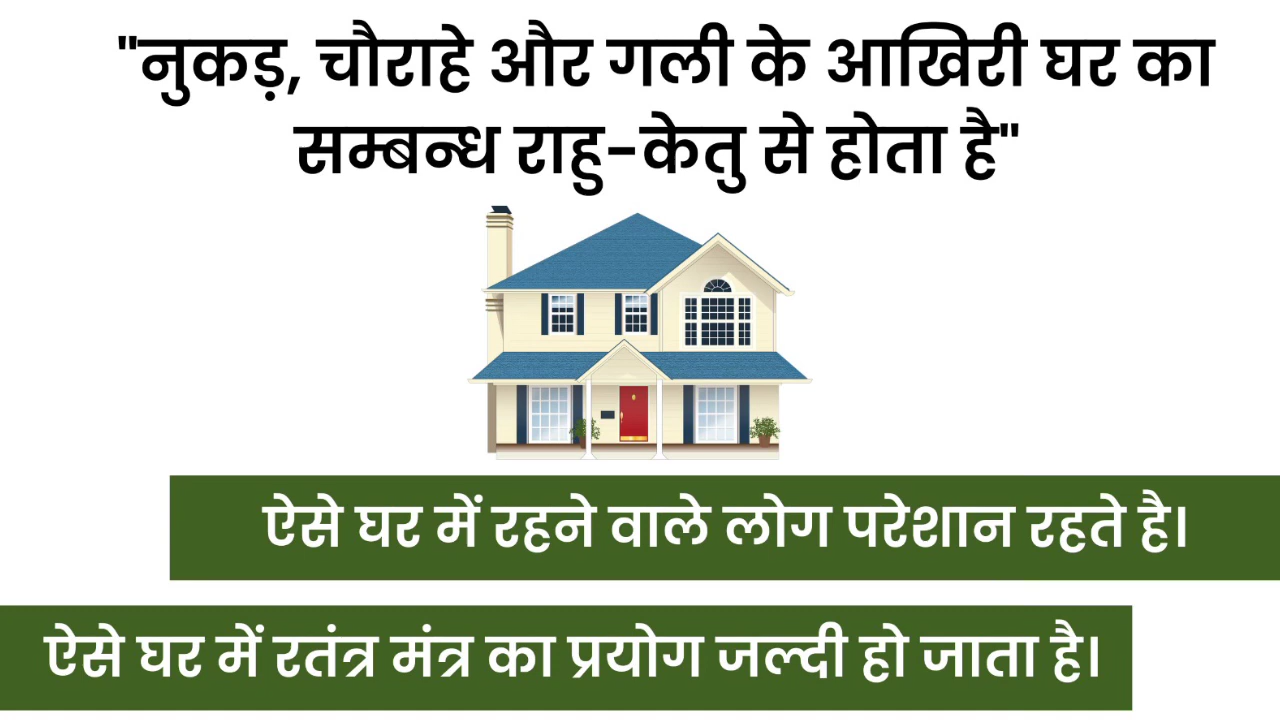 "नुकड़, चौराहे और गली के आखिरी घर का
सम्बन्ध राहु-केतु से होता है"
ऐसे घर में रहने वाले लोग परेशान रहते है।
ऐसे घर में रतंत्र मंत्र का प्रयोग जल्दी हो जाता है।